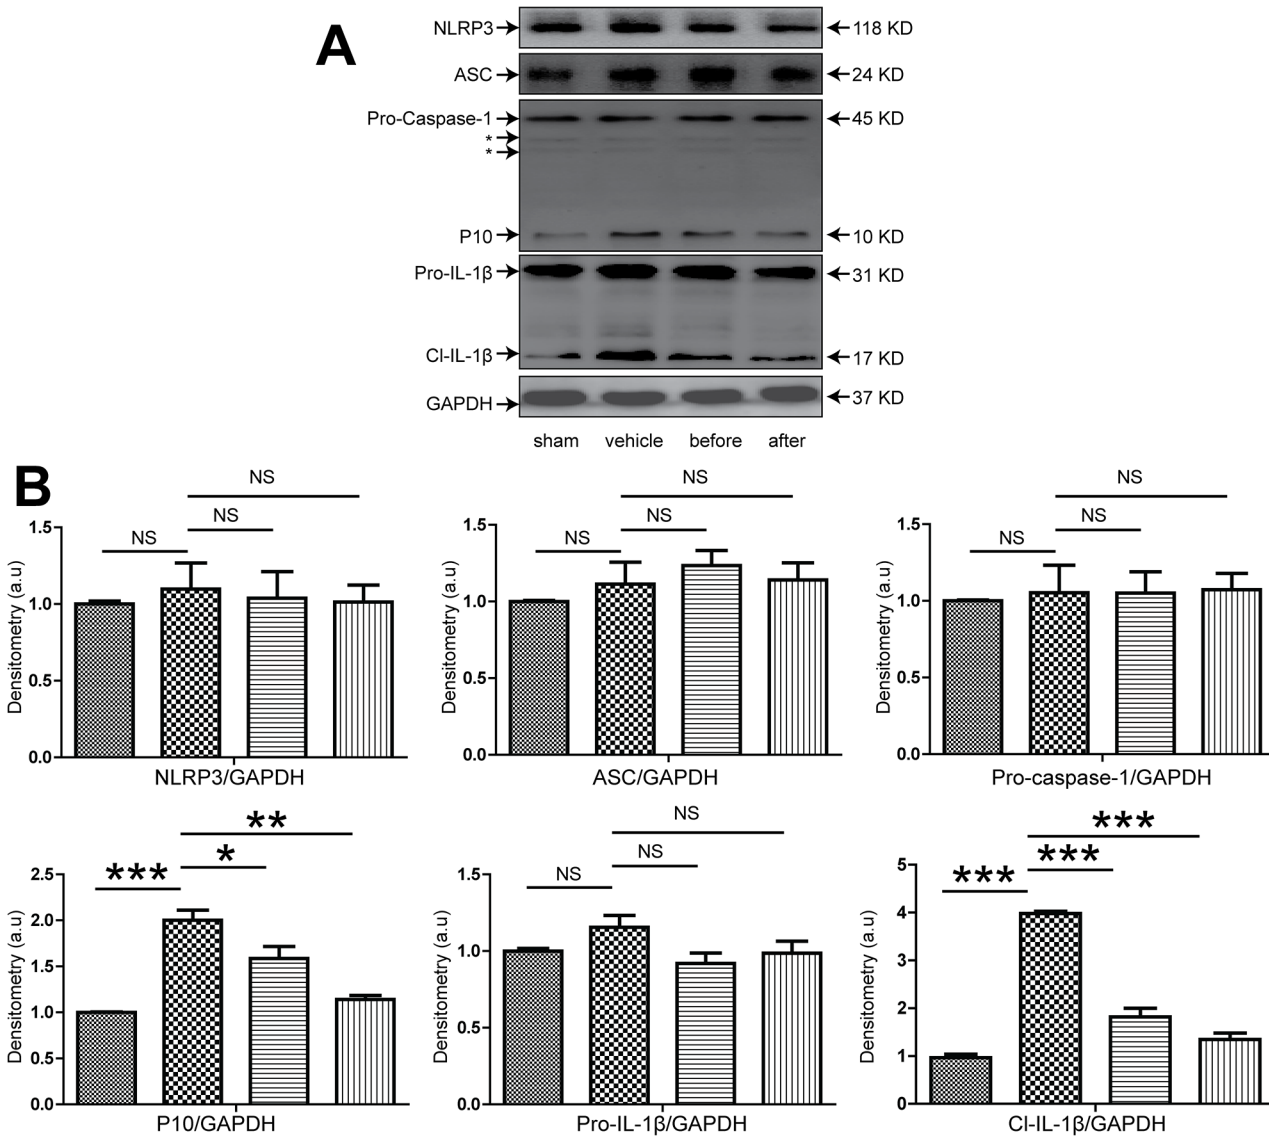 A
NLRP3 118 KD
ASC 24 KD
Pro-Caspase-1 45 KD
*
*
P10 10 KD
Pro-IL-1β 31 KD
Cl-IL-1β 17 KD
GAPDH 37 KD
sham vehicle before after
B
NS
NS
NS
1.5
1.0
0.5
0.0
Densitometry (a.u)
NLRP3/GAPDH
NS
NS
NS
1.5
1.0
0.5
0.0
Densitometry (a.u)
ASC/GAPDH
NS
NS
NS
1.5
1.0
0.5
0.0
Densitometry (a.u)
Pro-caspase-1/GAPDH
**
*
***
2.5
2.0
1.5
1.0
0.5
0.0
Densitometry (a.u)
P10/GAPDH
NS
NS
NS
1.5
1.0
0.5
0.0
Densitometry (a.u)
Pro-IL-1β/GAPDH
***
***
***
5
4
3
2
1
0
Densitometry (a.u)
Cl-IL-1β/GAPDH